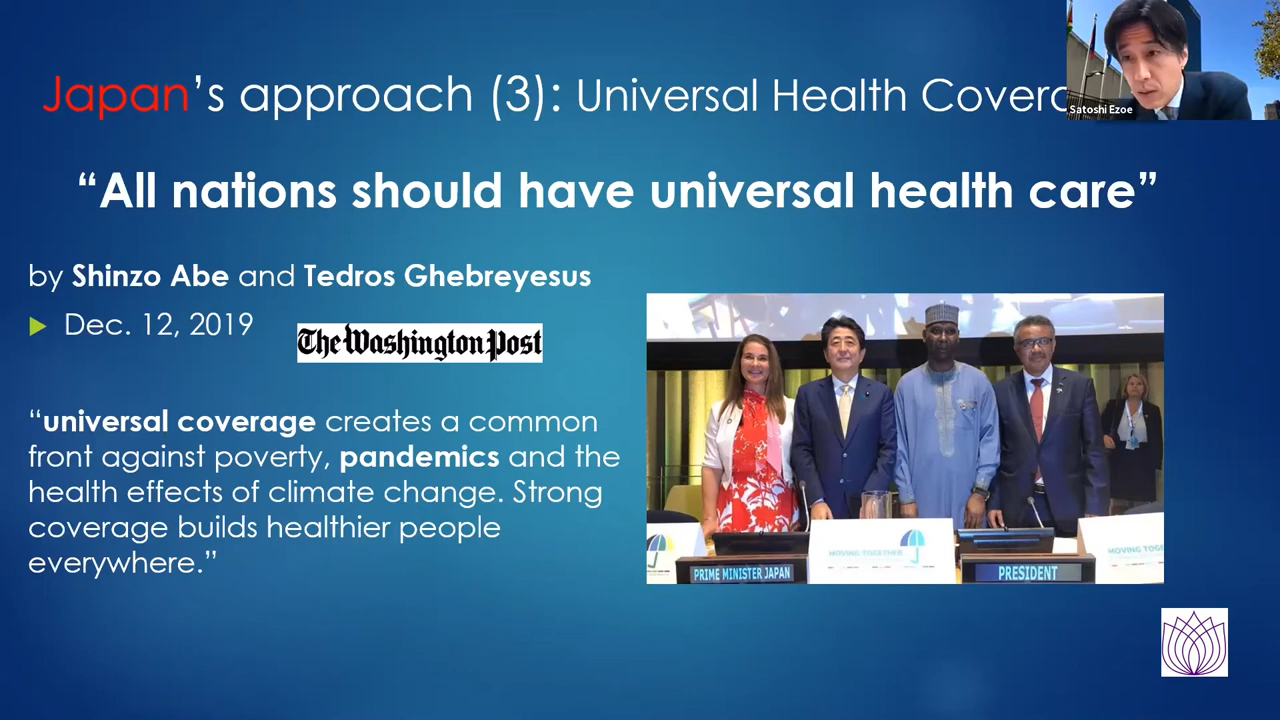 Japan's approach (3): Universal Health
Satoshi Ezoe
“All nations should have universal health care”
by Shinzo Abe and Tedros Ghebreyesus
Dec. 12, 2019
The Washington Post
“universal coverage creates a common
front against poverty, pandemics and the
health effects of climate change. Strong
coverage builds healthier people
everywhere.”
MOVING TOGETHER
MOVING
PRIME MINISTER JAPAN
PRESIDENT